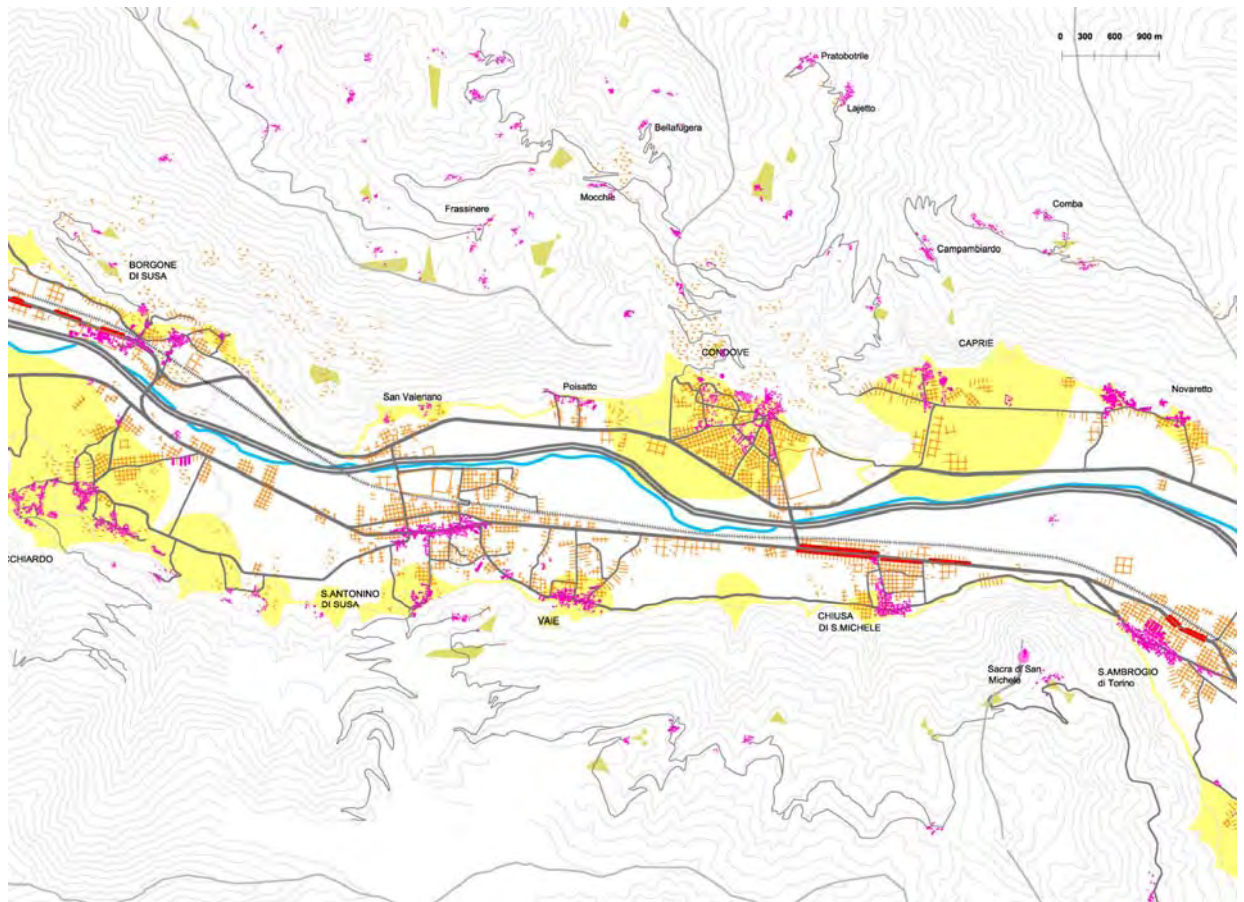 0 300 600 900 m
Pratobotrile
Lajetto
Bellafugera
Mocchie
Frassinere
Comba
Campambiardo
BORGONE
DI SUSA
CONDOVE
CAPRIE
Poisatto
San Valeriano
Novaretto
CCHIARDO
S.ANTONINO
DI SUSA
VAIE
CHIUSA
DI S.MICHELE
Sacra di San
Michele
S.AMBROGIO
di Torino